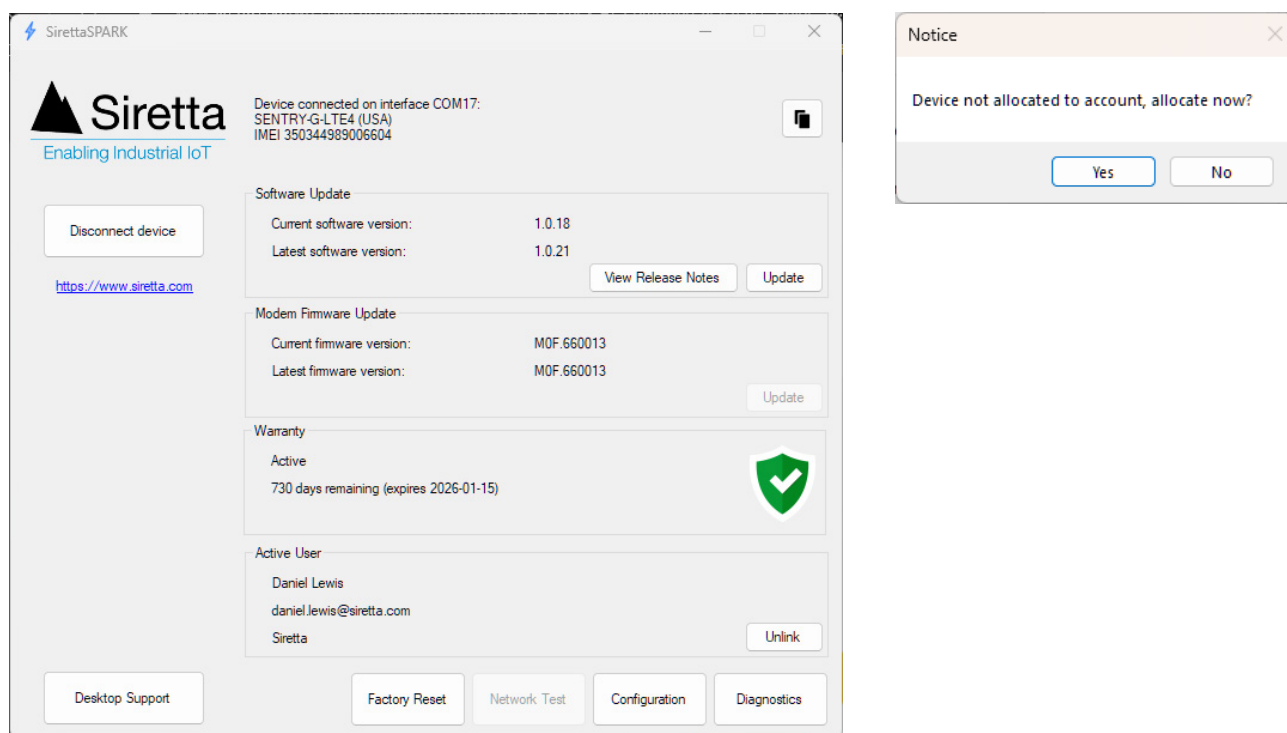 SirettaSPARK
Siretta
Enabling Industrial IoT
Device connected on interface COM17:
SENTRY-G-LTE4 (USA)
IMEI 350344989006604
Disconnect device
https://www.siretta.com
Software Update
Current software version: 1.0.18
Latest software version: 1.0.21
View Release Notes Update
Modem Firmware Update
Current firmware version: M0F.660013
Latest firmware version: M0F.660013
Update
Warranty
Active
730 days remaining (expires 2026-01-15)
Active User
Daniel Lewis
daniel.lewis@siretta.com
Siretta
Unlink
Desktop Support Factory Reset Network Test Configuration Diagnostics
Notice
Device not allocated to account, allocate now?
Yes No